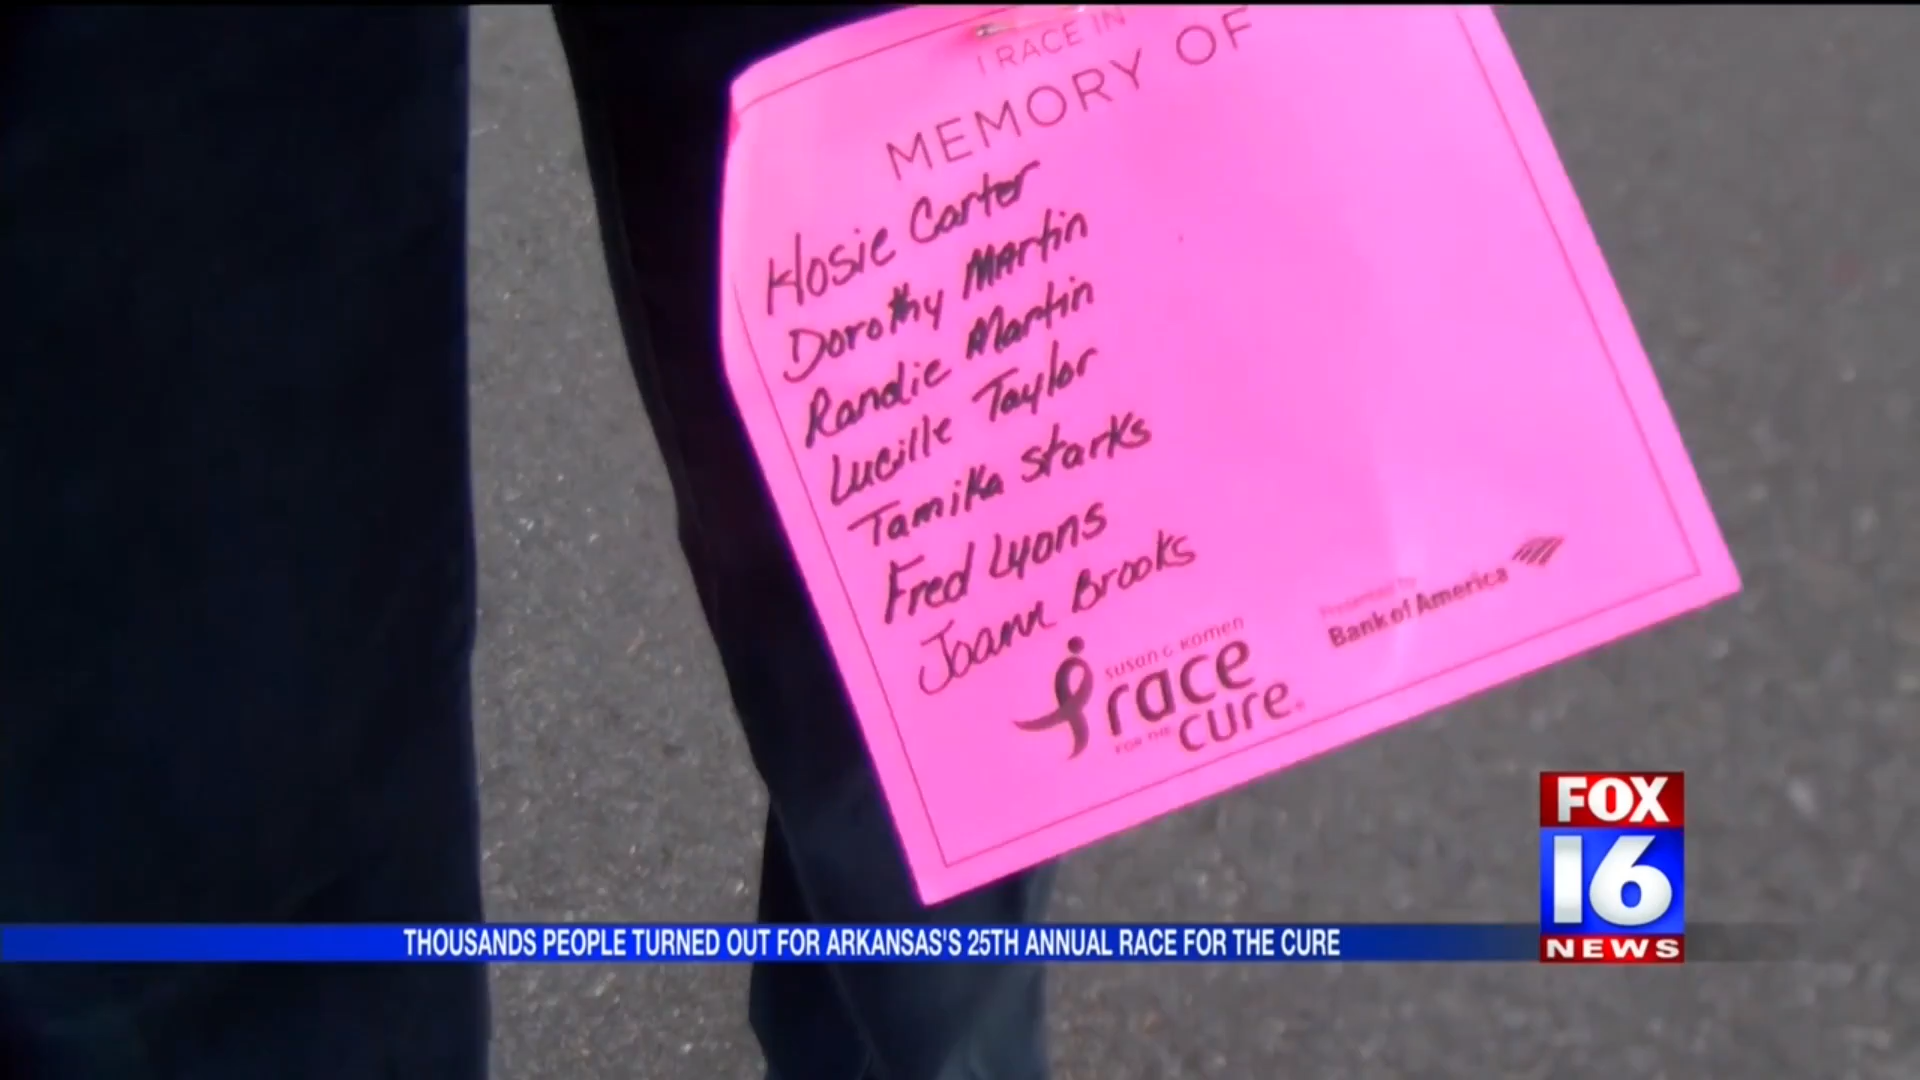 I RACE IN
MEMORY OF
Hosie Carter
Dorothy Martin
Randie Martin
Lucille Taylor
Tamika Starks
Fred Lyons
Joann Brooks
SUSAN G. KOMEN
race
FOR THE
cure.
Presented by
Bank of America
FOX
16
NEWS
THOUSANDS PEOPLE TURNED OUT FOR ARKANSAS'S 25TH ANNUAL RACE FOR THE CURE